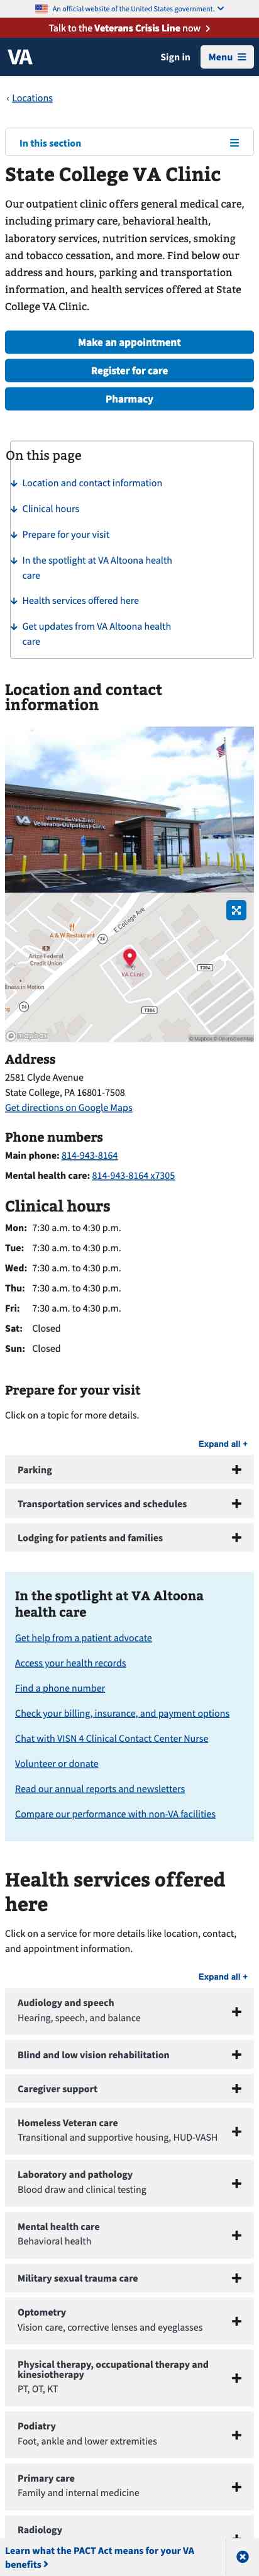 An official website of the United States government.
Talk to the Veterans Crisis Line now
VA
Sign in
Menu
Locations
In this section
State College VA Clinic
Our outpatient clinic offers general medical care,
including primary care, behavioral health,
laboratory services, nutrition services, smoking
and tobacco cessation, and more. Find below our
address and hours, parking and transportation
information, and health services offered at State
College VA Clinic.
Make an appointment
Register for care
Pharmacy
On this page
Location and contact information
Clinical hours
Prepare for your visit
In the spotlight at VA Altoona health
care
Health services offered here
Get updates from VA Altoona health
care
Location and contact
information
VA
Veterans Outpatient Clinic
E College Ave
A & W Restaurant
26
Altor Federal
Credit Union
VA Clinic
T384
Eness in Motion
26
T384
mapbox
© Mapbox © OpenStreetMap
Address
2581 Clyde Avenue
State College, PA 16801-7508
Get directions on Google Maps
Phone numbers
Main phone: 814-943-8164
Mental health care: 814-943-8164 x7305
Clinical hours
Mon: 7:30 a.m. to 4:30 p.m.
Tue: 7:30 a.m. to 4:30 p.m.
Wed: 7:30 a.m. to 4:30 p.m.
Thu: 7:30 a.m. to 4:30 p.m.
Fri: 7:30 a.m. to 4:30 p.m.
Sat: Closed
Sun: Closed
Prepare for your visit
Click on a topic for more details.
Expand all +
Parking
Transportation services and schedules
Lodging for patients and families
In the spotlight at VA Altoona
health care
Get help from a patient advocate
Access your health records
Find a phone number
Check your billing, insurance, and payment options
Chat with VISN 4 Clinical Contact Center Nurse
Volunteer or donate
Read our annual reports and newsletters
Compare our performance with non-VA facilities
Health services offered
here
Click on a service for more details like location, contact,
and appointment information.
Expand all +
Audiology and speech
Hearing, speech, and balance
Blind and low vision rehabilitation
Caregiver support
Homeless Veteran care
Transitional and supportive housing, HUD-VASH
Laboratory and pathology
Blood draw and clinical testing
Mental health care
Behavioral health
Military sexual trauma care
Optometry
Vision care, corrective lenses and eyeglasses
Physical therapy, occupational therapy and
kinesiotherapy
PT, OT, KT
Podiatry
Foot, ankle and lower extremities
Primary care
Family and internal medicine
Radiology
Learn what the PACT Act means for your VA
benefits